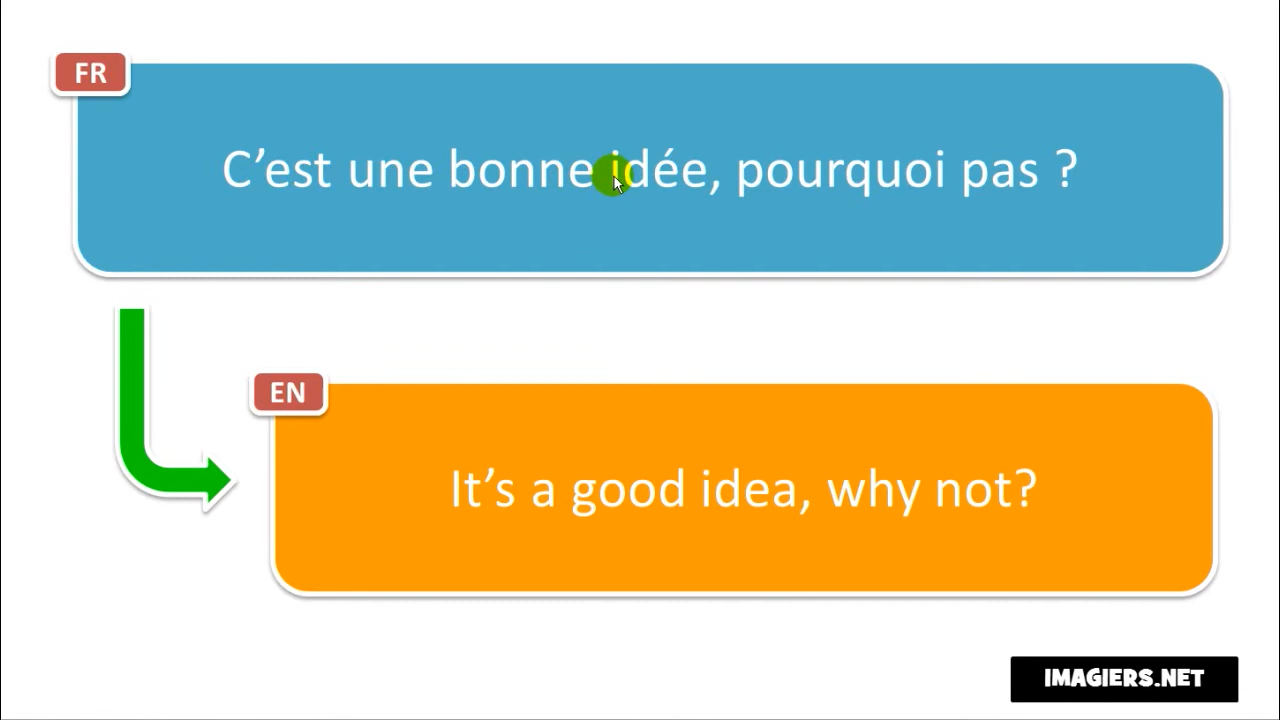 FR
C’est une bonne idée, pourquoi pas ?
EN
It’s a good idea, why not?
IMAGIERS.NET